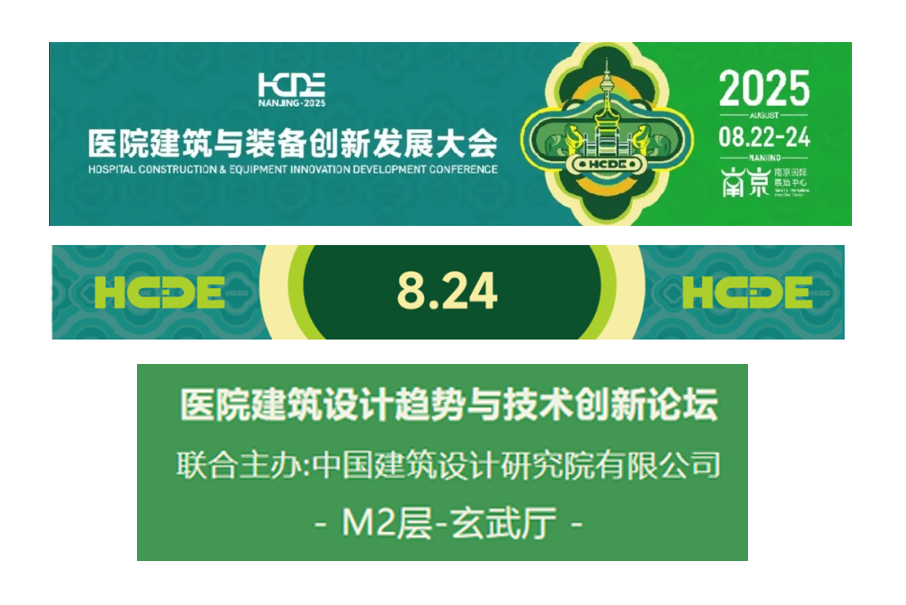 HCDE
NANJING·2025
医院建筑与装备创新发展大会
HOSPITAL CONSTRUCTION & EQUIPMENT INNOVATION DEVELOPMENT CONFERENCE
HCDE
2025
AUGUST
08.22-24
NANJING
南京
南京国际
展览中心
HCDE
8.24
HCDE
医院建筑设计趋势与技术创新论坛
联合主办:中国建筑设计研究院有限公司
- M2层-玄武厅 -